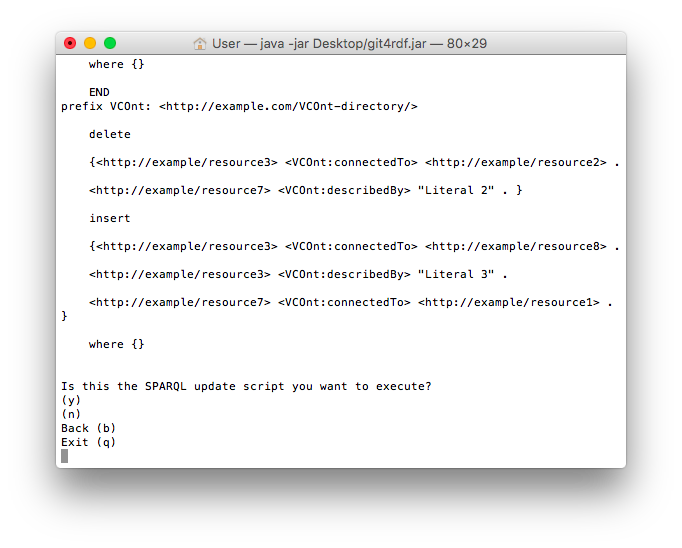 User — java -jar Desktop/git4rdf.jar — 80×29
where {}
END
prefix VCOnt: <http://example.com/VCOnt-directory/>
delete
{<http://example/resource3> <VCOnt:connectedTo> <http://example/resource2> .
<http://example/resource7> <VCOnt:describedBy> "Literal 2" . }
insert
{<http://example/resource3> <VCOnt:connectedTo> <http://example/resource8> .
<http://example/resource3> <VCOnt:describedBy> "Literal 3" .
<http://example/resource7> <VCOnt:connectedTo> <http://example/resource1> .
}
where {}
Is this the SPARQL update script you want to execute?
(y)
(n)
Back (b)
Exit (q)